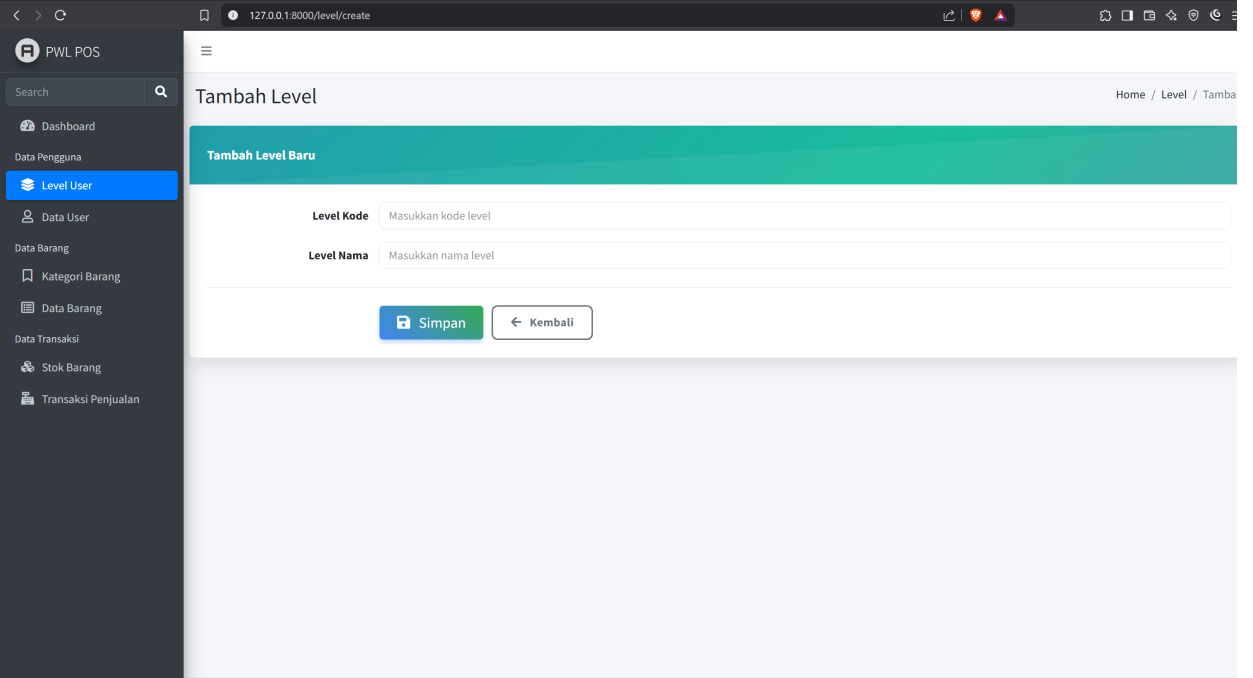 127.0.0.1:8000/level/create
PWL POS
Search
Dashboard
Data Pengguna
Level User
Data User
Data Barang
Kategori Barang
Data Barang
Data Transaksi
Stok Barang
Transaksi Penjualan
Tambah Level
Home / Level / Tamba
Tambah Level Baru
Level Kode Masukkan kode level
Level Nama Masukkan nama level
Simpan Kembali